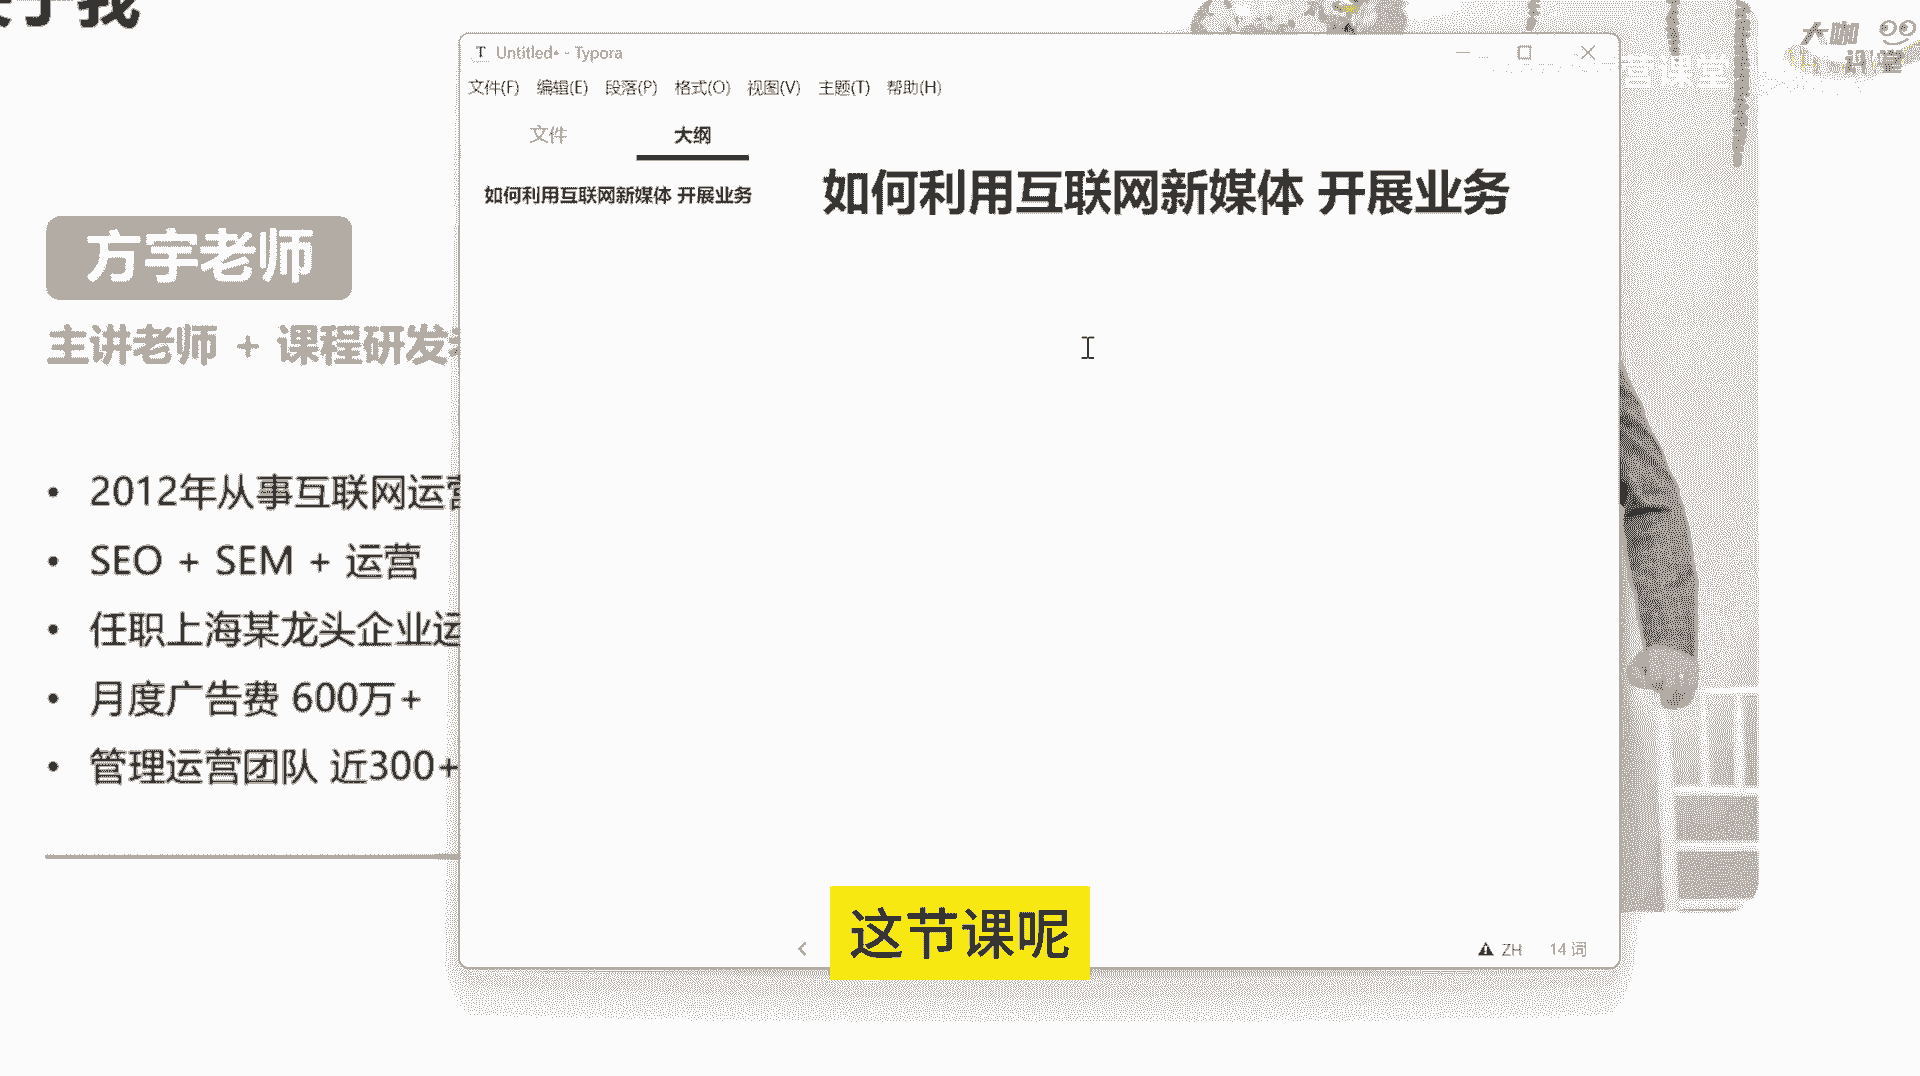 于我
大咖
课堂
营课堂
方宇老师
主讲老师 + 课程研发
2012年从事互联网运营
SEO + SEM + 运营
任职上海某龙头企业运
月度广告费 600万+
管理运营团队 近300+
T Untitled• - Typora
文件(F) 编辑(E) 段落(P) 格式(O) 视图(V) 主题(T) 帮助(H)
文件 大纲
如何利用互联网新媒体 开展业务
如何利用互联网新媒体 开展业务
这节课呢
ZH 14 词